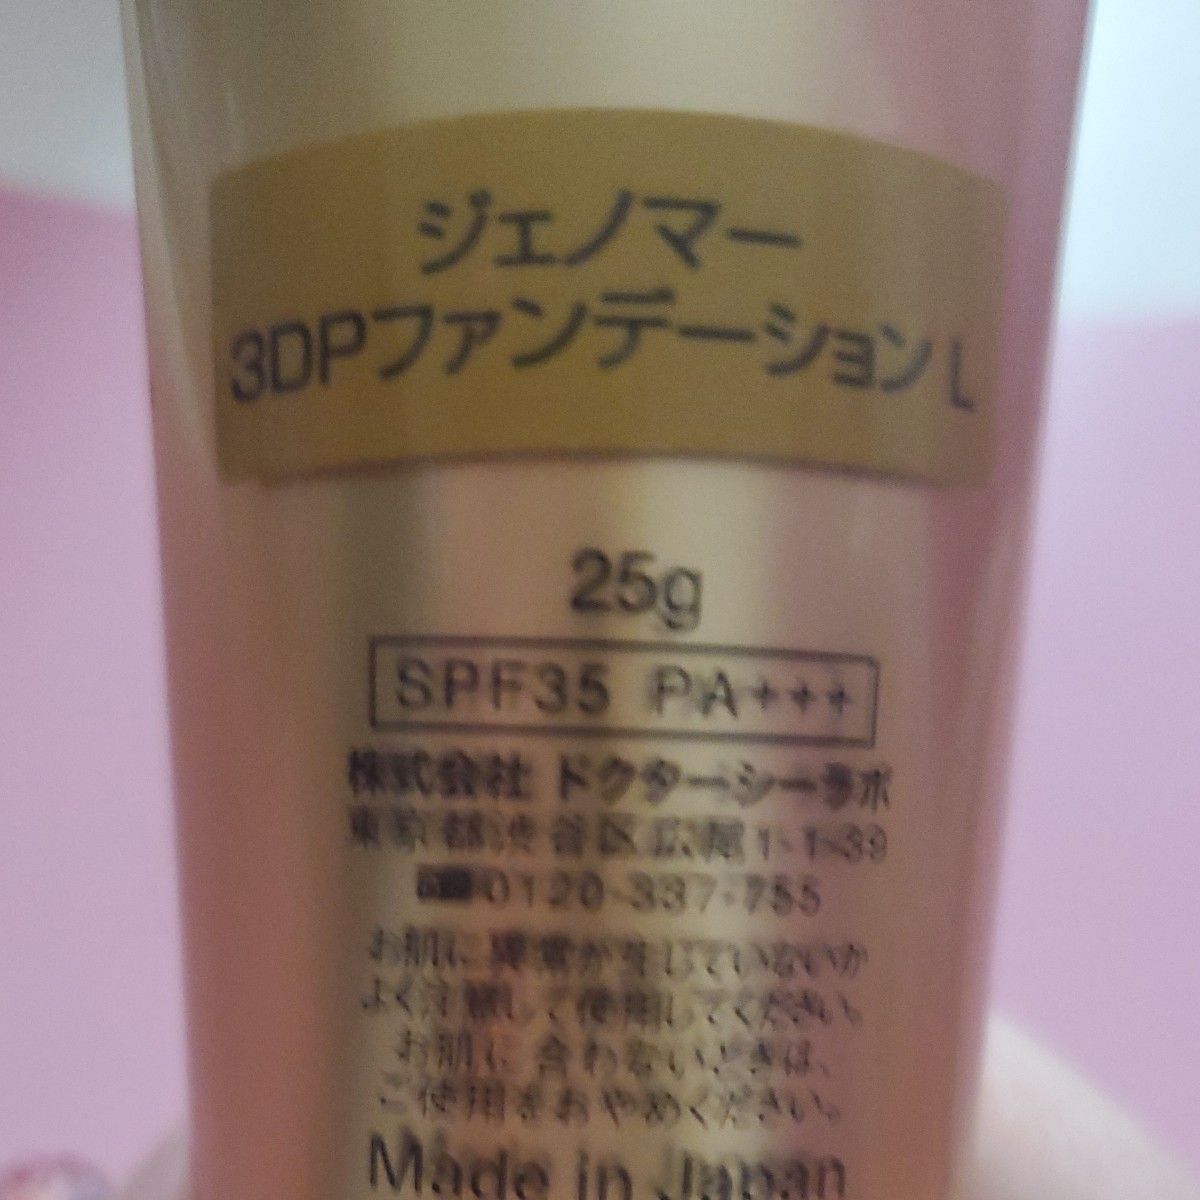 ジェノマー
3DPファンデーションL
25g
SPF35 PA+++
株式会社 ドクターシーラボ
東京都渋谷区広尾1-1-39
0120-337-755
お肌に異常が生じていないか
よく注意して使用してください。
お肌に合わないときは、
ご使用をおやめください。
Made in Japan